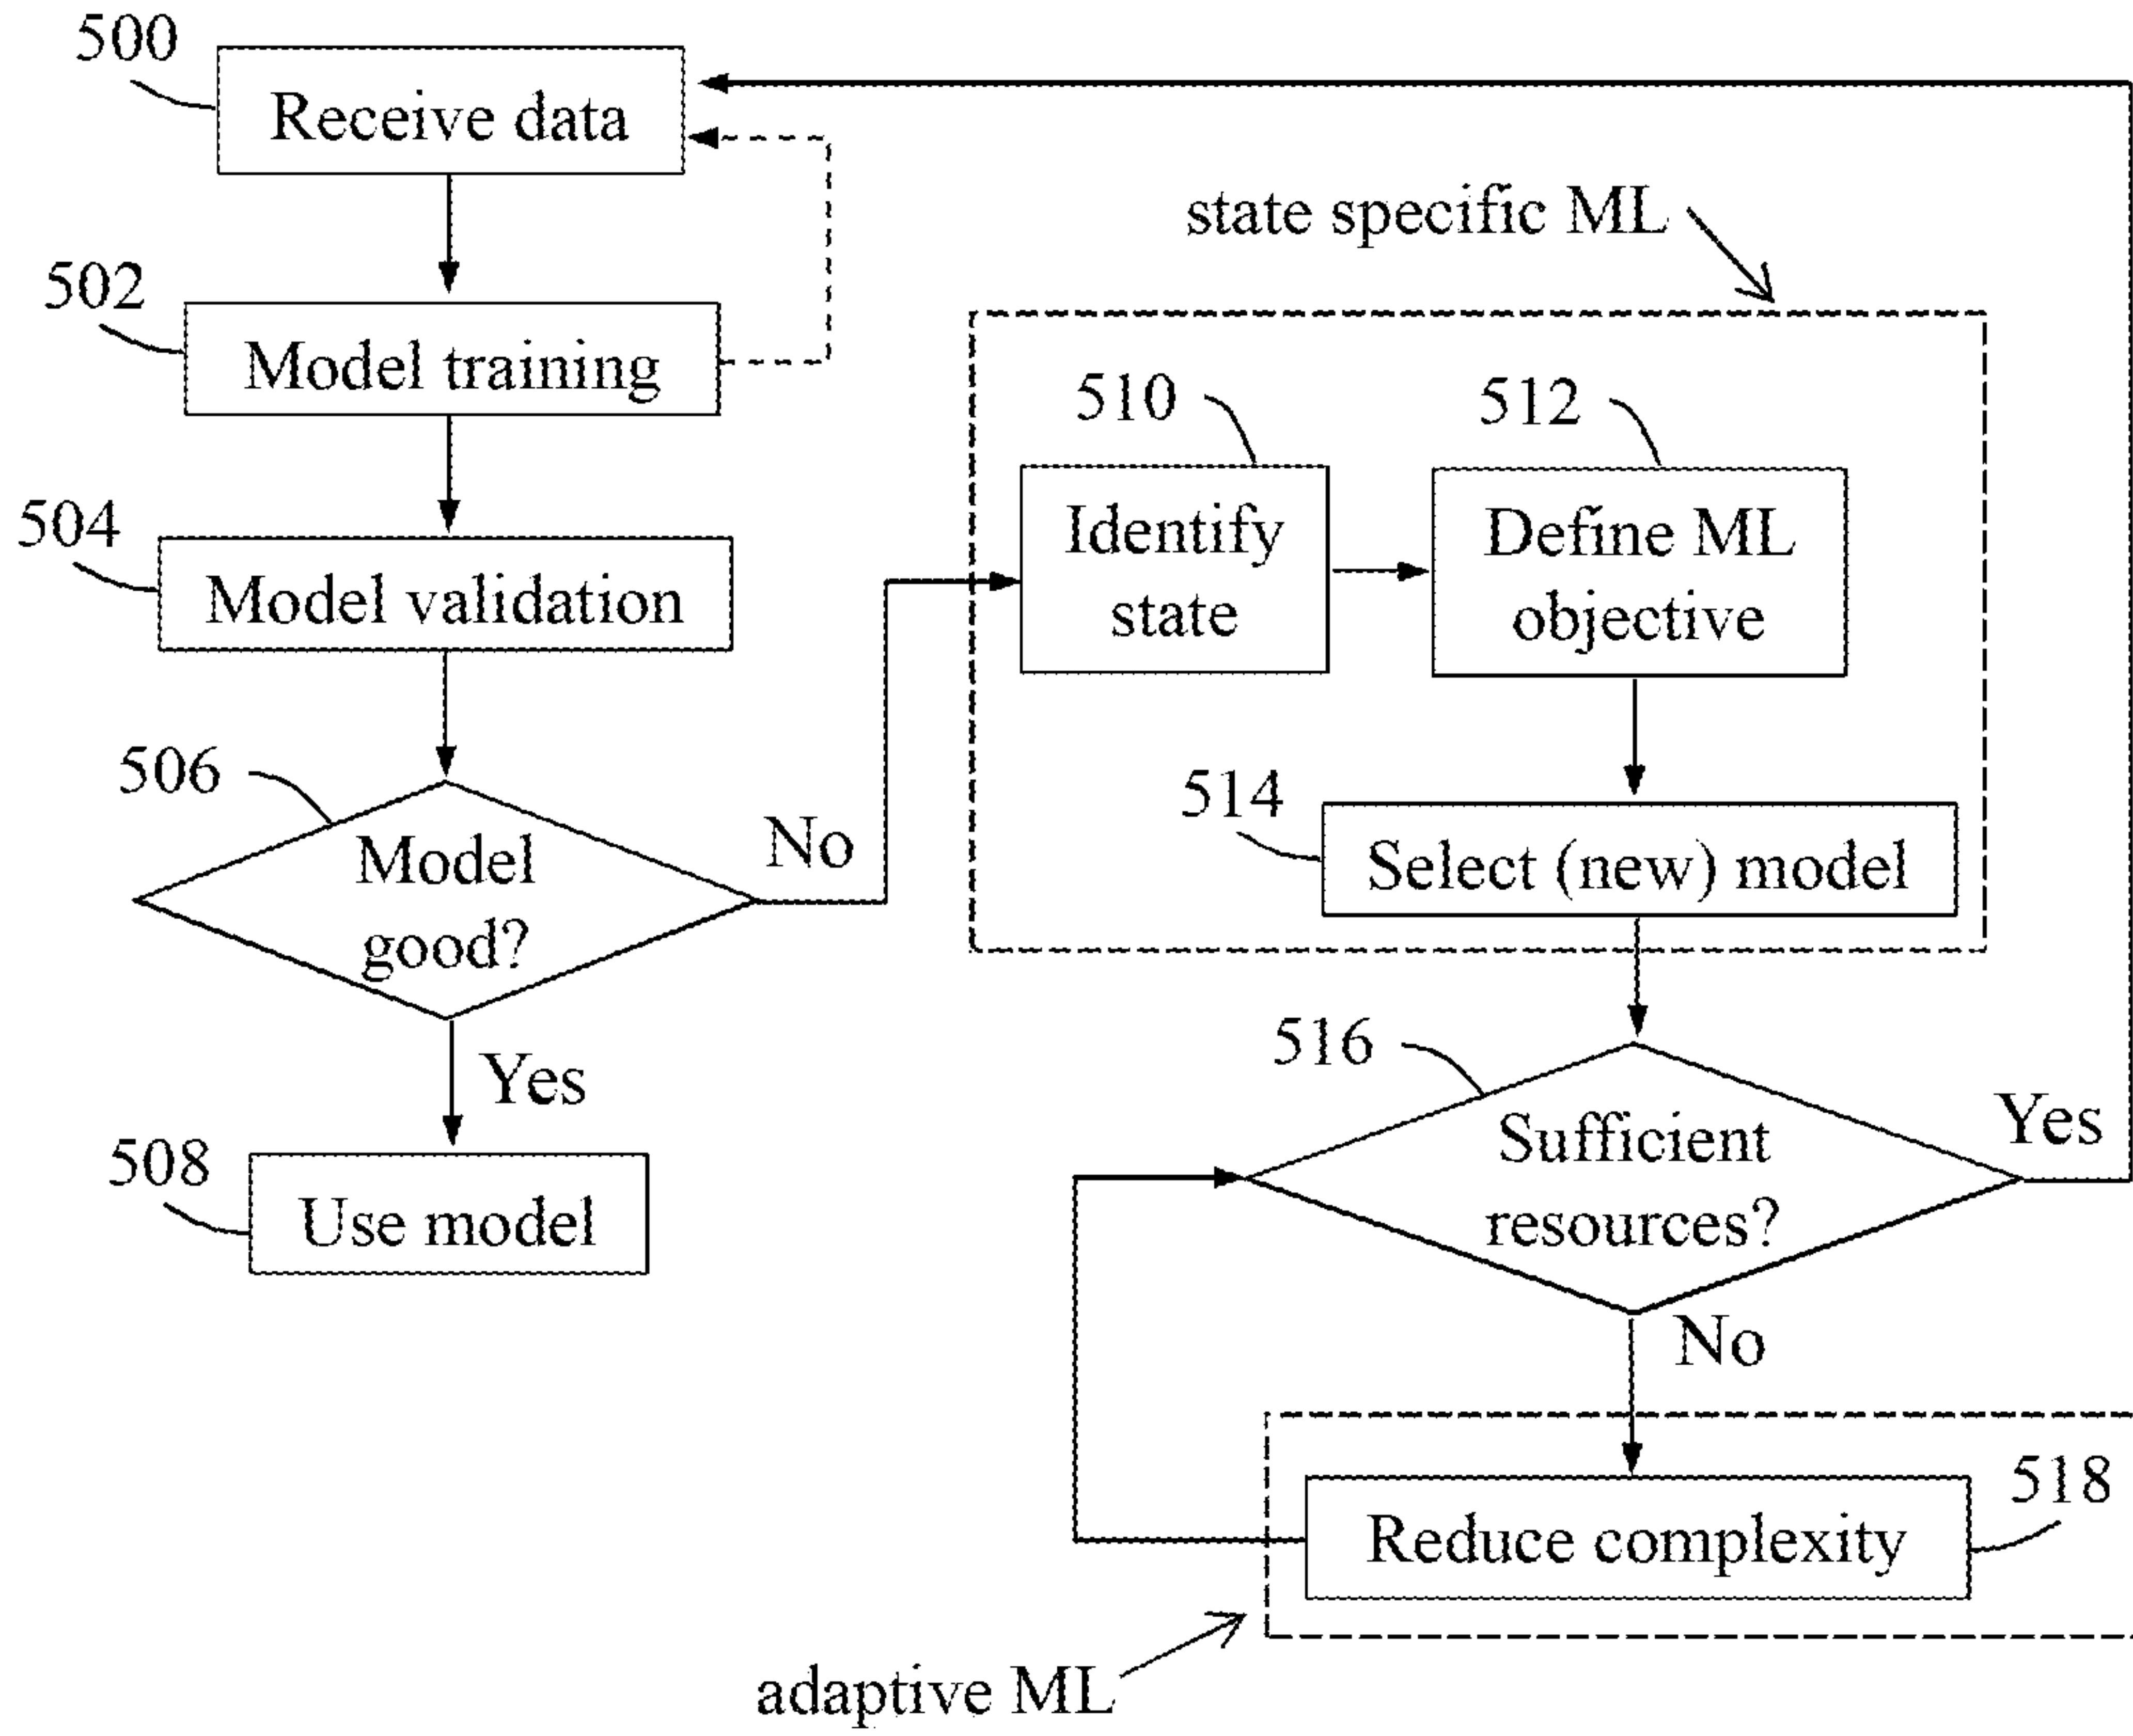 500
Receive data
502
Model training
504
Model validation
506
Model
good?
No
Yes
508
Use model
state specific ML
510
Identify
state
512
Define ML
objective
514
Select (new) model
516
Sufficient
resources?
Yes
No
518
Reduce complexity
adaptive ML